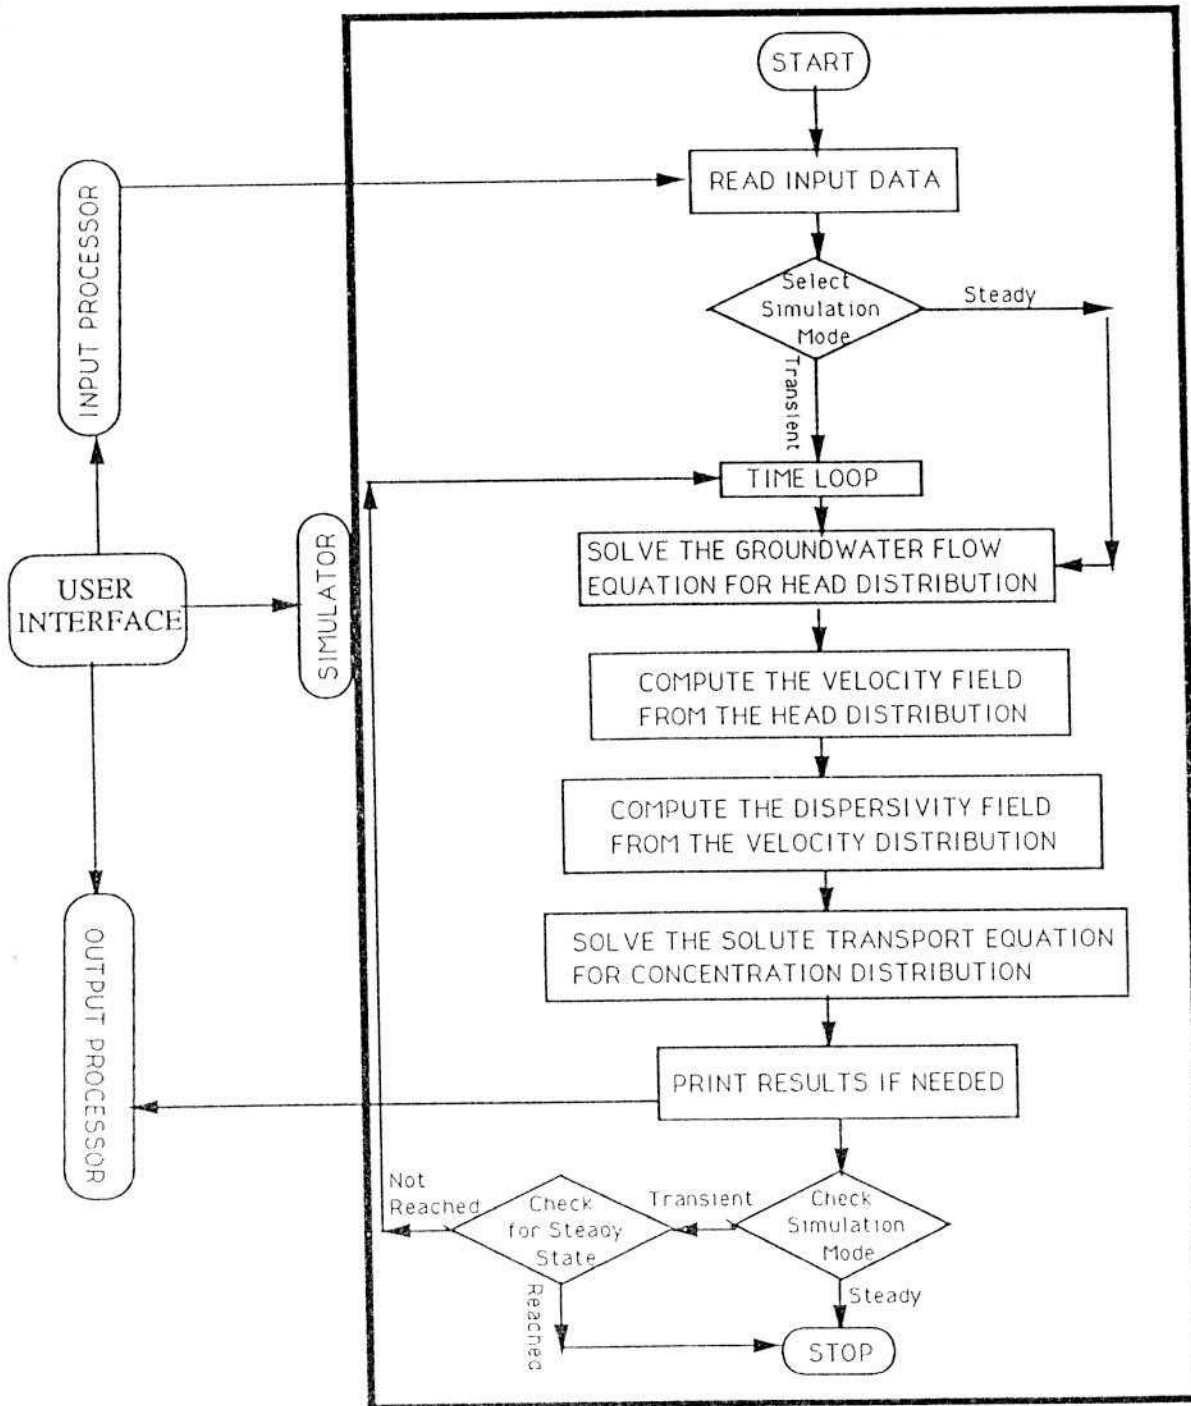 START
READ INPUT DATA
Select
Simulation
Mode
Steady
Transient
TIME LOOP
SOLVE THE GROUNDWATER FLOW
EQUATION FOR HEAD DISTRIBUTION
COMPUTE THE VELOCITY FIELD
FROM THE HEAD DISTRIBUTION
COMPUTE THE DISPERSIVITY FIELD
FROM THE VELOCITY DISTRIBUTION
SOLVE THE SOLUTE TRANSPORT EQUATION
FOR CONCENTRATION DISTRIBUTION
PRINT RESULTS IF NEEDED
Check
Simulation
Mode
Transient
Steady
Check
for Steady
State
Not
Reached
Reached
STOP
INPUT PROCESSOR
USER
INTERFACE
SIMULATOR
OUTPUT PROCESSOR